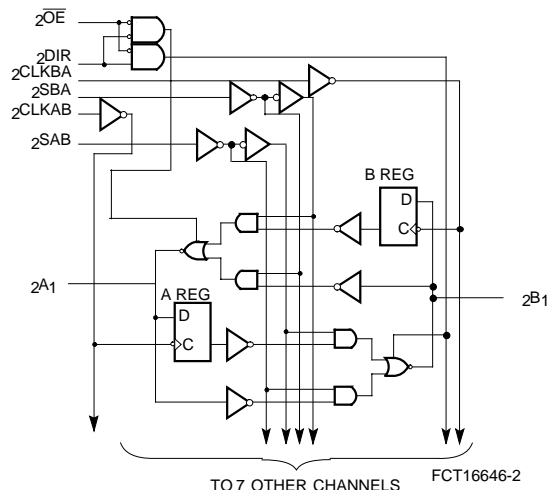 2OE
2DIR
2CLKBA
2SBA
2CLKAB
2SAB
B REG
D
C
2A1
A REG
D
C
2B1
TO 7 OTHER CHANNELS
FCT16646-2